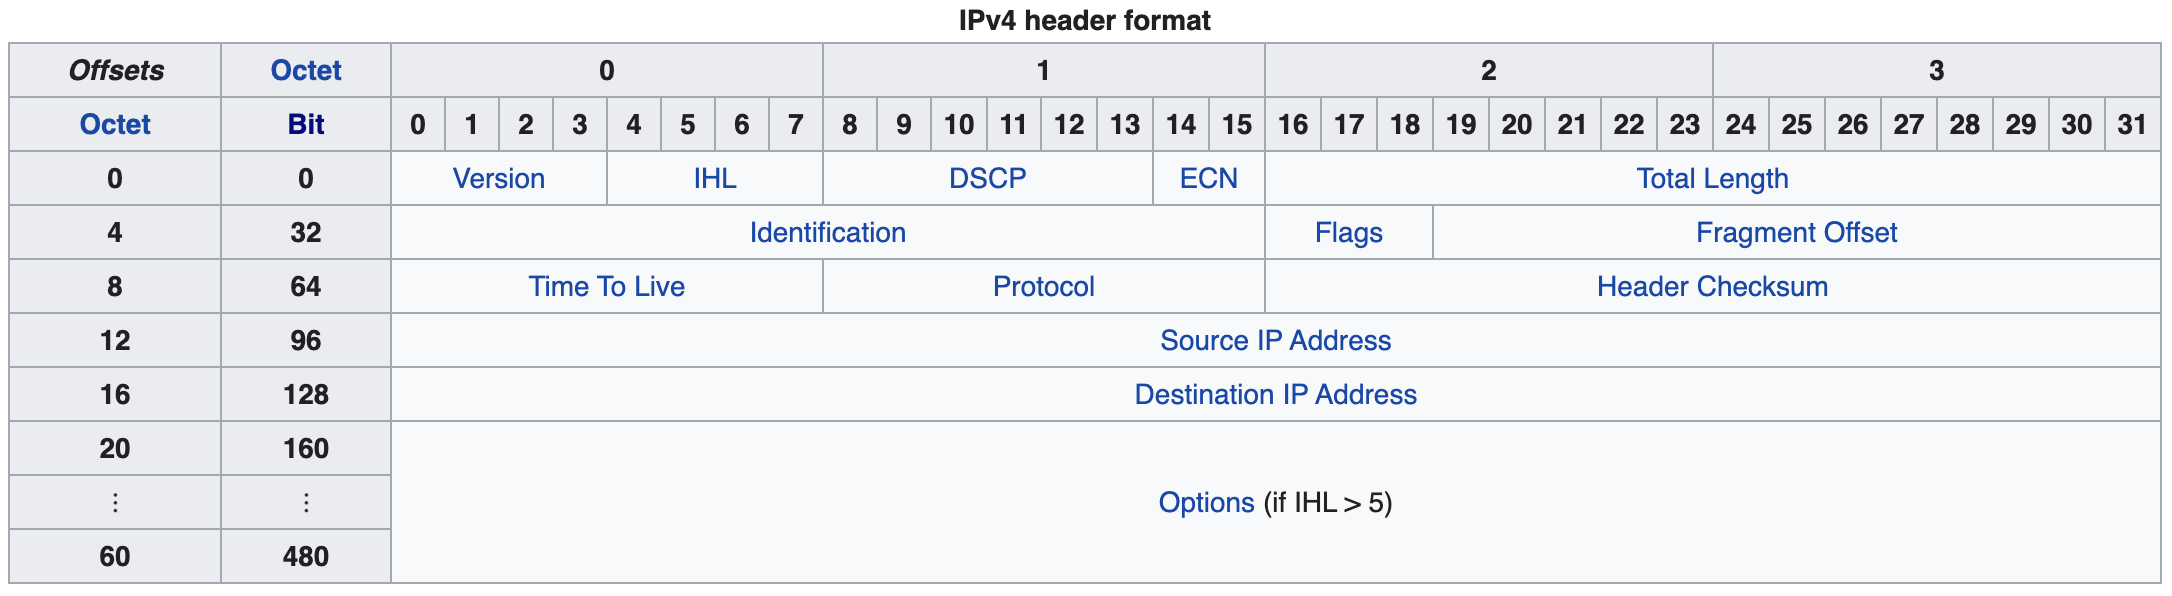 IPv4 header format
Offsets Octet 0 1 2 3
Octet Bit 0 1 2 3 4 5 6 7 8 9 10 11 12 13 14 15 16 17 18 19 20 21 22 23 24 25 26 27 28 29 30 31
0 0 Version IHL DSCP ECN Total Length
4 32 Identification Flags Fragment Offset
8 64 Time To Live Protocol Header Checksum
12 96 Source IP Address
16 128 Destination IP Address
20 160
⋮ ⋮ Options (if IHL > 5)
60 480